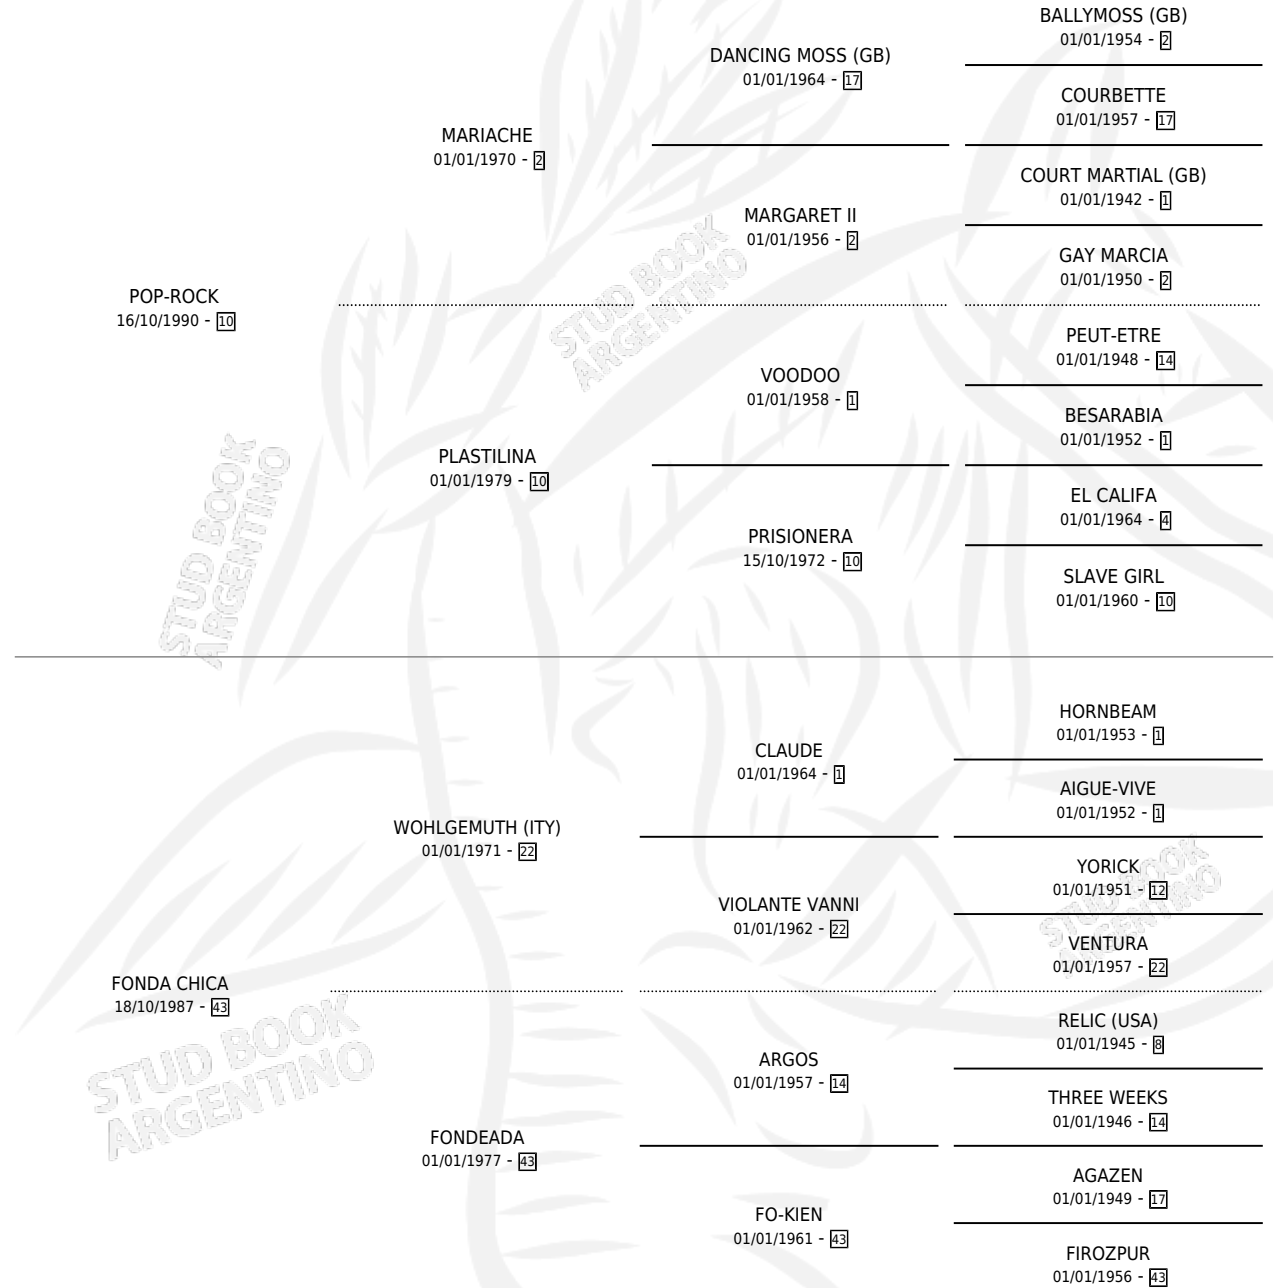 BALLYMOSS (GB)
01/01/1954 - 2
DANCING MOSS (GB)
01/01/1964 - 17
COURBETTE
01/01/1957 - 17
MARIACHE
01/01/1970 - 2
COURT MARTIAL (GB)
01/01/1942 - 1
MARGARET II
01/01/1956 - 2
GAY MARCIA
01/01/1950 - 2
POP-ROCK
16/10/1990 - 10
PEUT-ETRE
01/01/1948 - 14
VOODOO
01/01/1958 - 1
BESARABIA
01/01/1952 - 1
PLASTILINA
01/01/1979 - 10
EL CALIFA
01/01/1964 - 4
PRISIONERA
15/10/1972 - 10
SLAVE GIRL
01/01/1960 - 10
HORNBEAM
01/01/1953 - 1
CLAUDE
01/01/1964 - 1
AIGUE-VIVE
01/01/1952 - 1
WOHLGEMUTH (ITY)
01/01/1971 - 22
YORICK
01/01/1951 - 12
VIOLANTE VANNI
01/01/1962 - 22
VENTURA
01/01/1957 - 22
FONDA CHICA
18/10/1987 - 43
RELIC (USA)
01/01/1945 - 8
ARGOS
01/01/1957 - 14
THREE WEEKS
01/01/1946 - 14
FONDEADA
01/01/1977 - 43
AGAZEN
01/01/1949 - 17
FO-KIEN
01/01/1961 - 43
FIROZPUR
01/01/1956 - 43
STUD BOOK
ARGENTINO
STUD BOOK
ARGENTINO
STUD BOOK
ARGENTINO
STUD BOOK
ARGENTINO